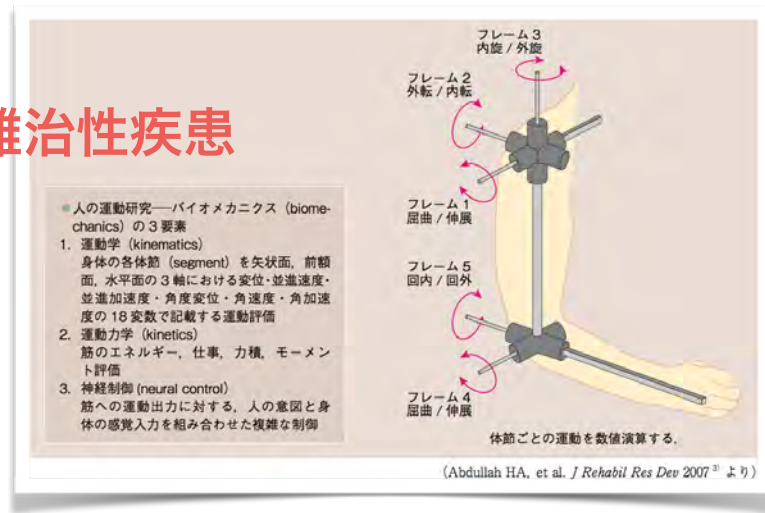 難治性疾患
●人の運動研究──バイオメカニクス（biome-
chanics）の3要素
1. 運動学（kinematics）
身体の各体節（segment）を矢状面，前額
面，水平面の3軸における変位・並進速度・
並進加速度・角度変位・角速度・角加速
度の18変数で記載する運動評価
2. 運動力学（kinetics）
筋のエネルギー，仕事，力積，モーメン
ト評価
3. 神経制御（neural control）
筋への運動出力に対する，人の意図と身
体の感覚入力を組み合わせた複雑な制御
フレーム3
内旋 / 外旋
フレーム2
外転 / 内転
フレーム1
屈曲 / 伸展
フレーム5
回内 / 回外
フレーム4
屈曲 / 伸展
体節ごとの運動を数値演算する．
（Abdullah HA, et al. J Rehabil Res Dev 2007 3) より）